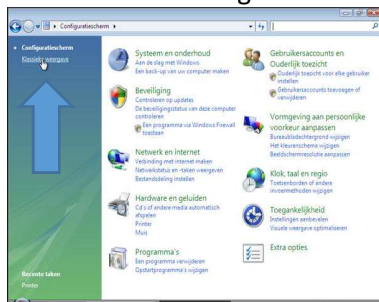 Configuratiescherm
Configuratiescherm
Klassieke weergave
Systeem en onderhoud
Aan de slag met Windows
Een back-up van uw computer maken
Beveiliging
Controleren op updates
De beveiligingsstatus van deze computer
controleren
Een programma via Windows Firewall
toestaan
Netwerk en internet
Verbinding met internet maken
Netwerkstatus en -taken weergeven
Bestandsdeling instellen
Hardware en geluiden
Cd's of andere media automatisch
afspelen
Printer
Muis
Programma's
Een programma verwijderen
Opstartprogramma's wijzigen
Gebruikersaccounts en
Ouderlijk toezicht
Ouderlijk toezicht voor elke gebruiker
instellen
Gebruikersaccounts toevoegen of
verwijderen
Vormgeving aan persoonlijke
voorkeur aanpassen
Bureaubladachtergrond wijzigen
Het kleurenschema wijzigen
Beeldschermresolutie aanpassen
Klok, taal en regio
Toetsenborden of andere
invoermethoden wijzigen
Toegankelijkheid
Instellingen aanbevelen
Visuele weergave optimaliseren
Extra opties
Recente taken
Printer